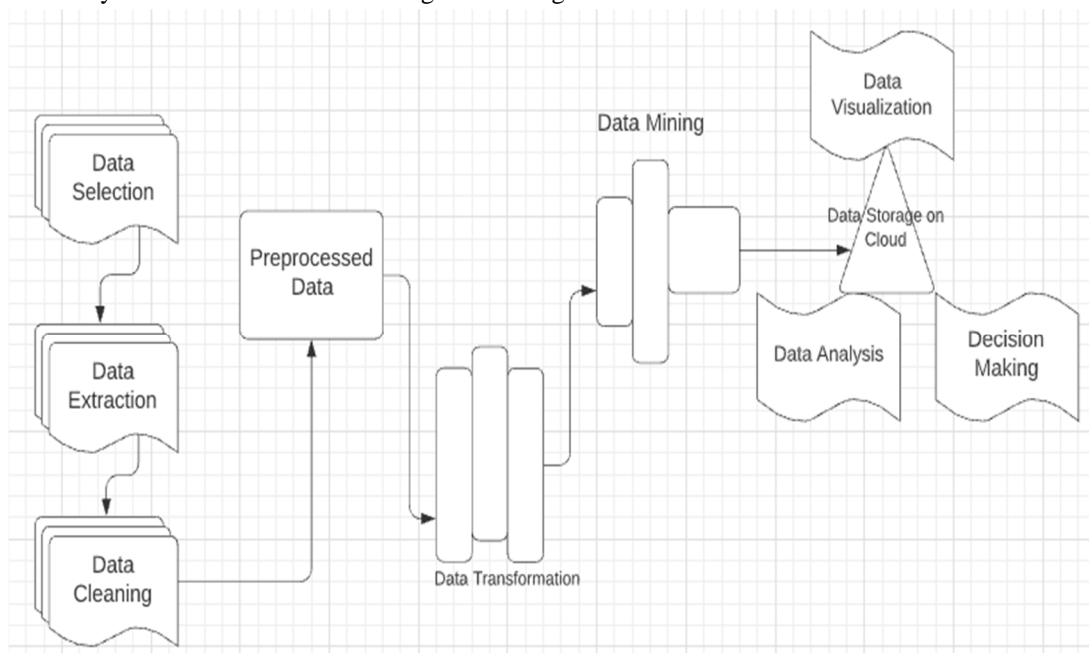 Data
Selection
Data
Extraction
Data
Cleaning
Preprocessed
Data
Data Transformation
Data Mining
Data
Visualization
Data Storage on
Cloud
Data Analysis
Decision
Making